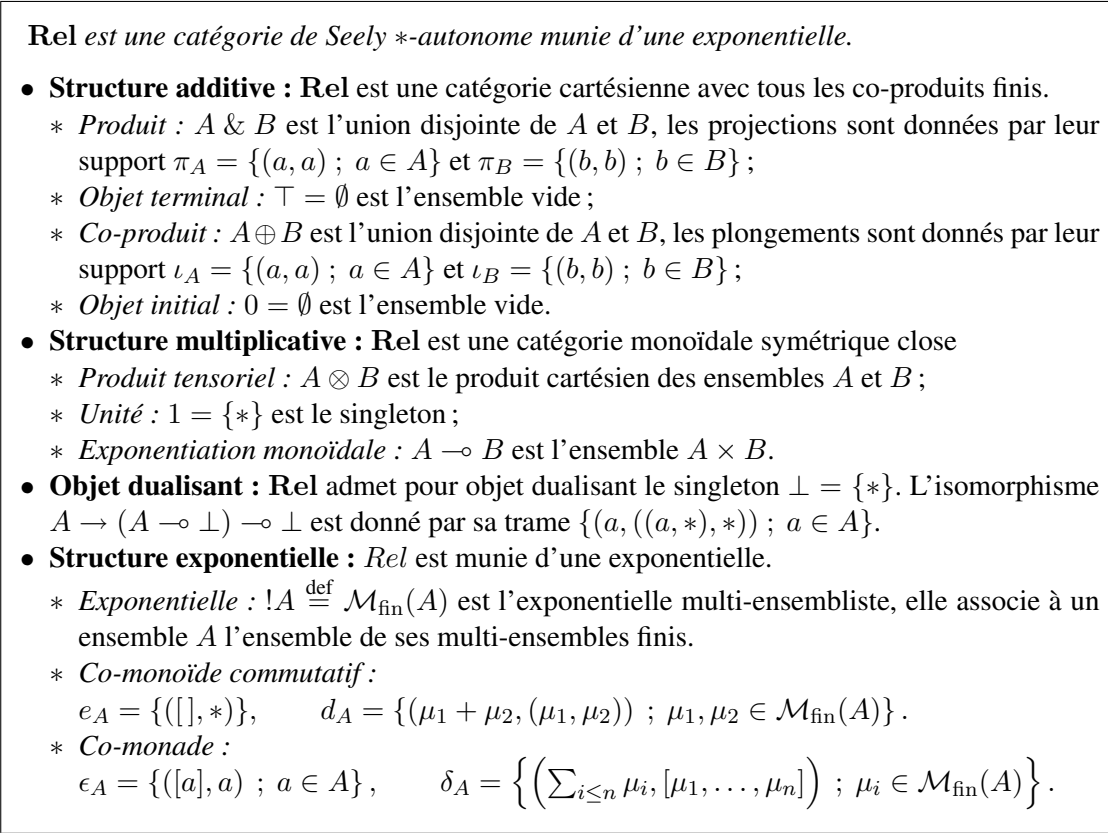 Rel est une catégorie de Seely ∗-autonome munie d'une exponentielle.
• Structure additive : Rel est une catégorie cartésienne avec tous les co-produits finis.
∗ Produit : A & B est l'union disjointe de A et B, les projections sont données par leur
support π_A = {(a, a) ; a ∈ A} et π_B = {(b, b) ; b ∈ B} ;
∗ Objet terminal : ⊤ = ∅ est l'ensemble vide ;
∗ Co-produit : A ⊕ B est l'union disjointe de A et B, les plongements sont donnés par leur
support ι_A = {(a, a) ; a ∈ A} et ι_B = {(b, b) ; b ∈ B} ;
∗ Objet initial : 0 = ∅ est l'ensemble vide.
• Structure multiplicative : Rel est une catégorie monoïdale symétrique close
∗ Produit tensoriel : A ⊗ B est le produit cartésien des ensembles A et B ;
∗ Unité : 1 = {∗} est le singleton ;
∗ Exponentiation monoïdale : A ⊸ B est l'ensemble A × B.
• Objet dualisant : Rel admet pour objet dualisant le singleton ⊥ = {∗}. L'isomorphisme
A → (A ⊸ ⊥) ⊸ ⊥ est donné par sa trame {(a, ((a, ∗), ∗)) ; a ∈ A}.
• Structure exponentielle : Rel est munie d'une exponentielle.
∗ Exponentielle : !A def= M_fin(A) est l'exponentielle multi-ensembliste, elle associe à un
ensemble A l'ensemble de ses multi-ensembles finis.
∗ Co-monoïde commutatif :
e_A = {([ ], ∗)}, d_A = {(μ_1 + μ_2, (μ_1, μ_2)) ; μ_1, μ_2 ∈ M_fin(A)} .
∗ Co-monade :
ϵ_A = {([a], a) ; a ∈ A} , δ_A = {(∑_{i≤n} μ_i, [μ_1, . . . , μ_n]) ; μ_i ∈ M_fin(A)} .